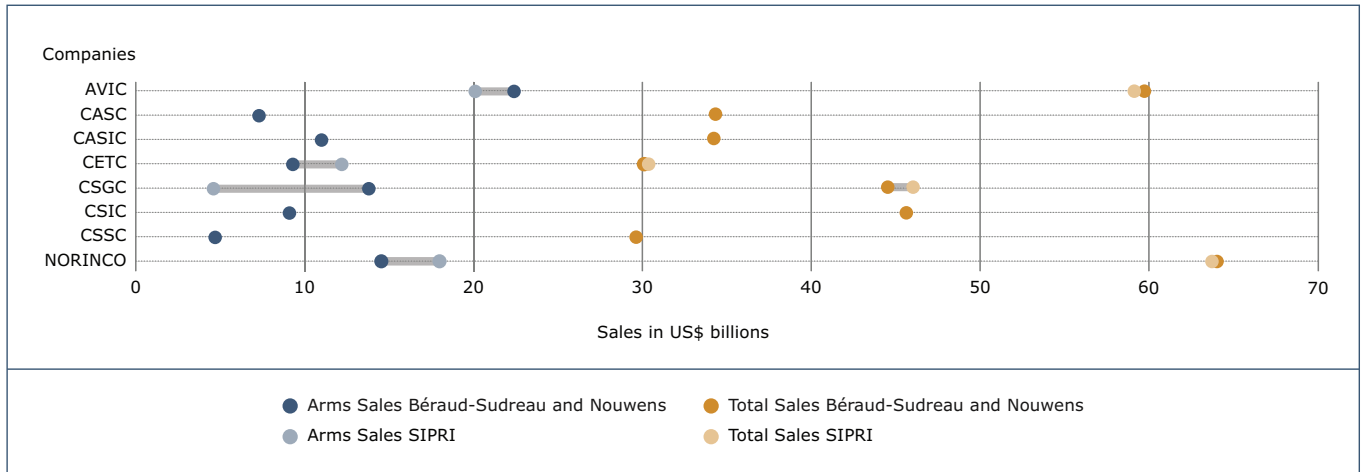 Companies
AVIC
CASC
CASIC
CETC
CSGC
CSIC
CSSC
NORINCO
0 10 20 30 40 50 60 70
Sales in US$ billions
Arms Sales Béraud-Sudreau and Nouwens Total Sales Béraud-Sudreau and Nouwens
Arms Sales SIPRI Total Sales SIPRI